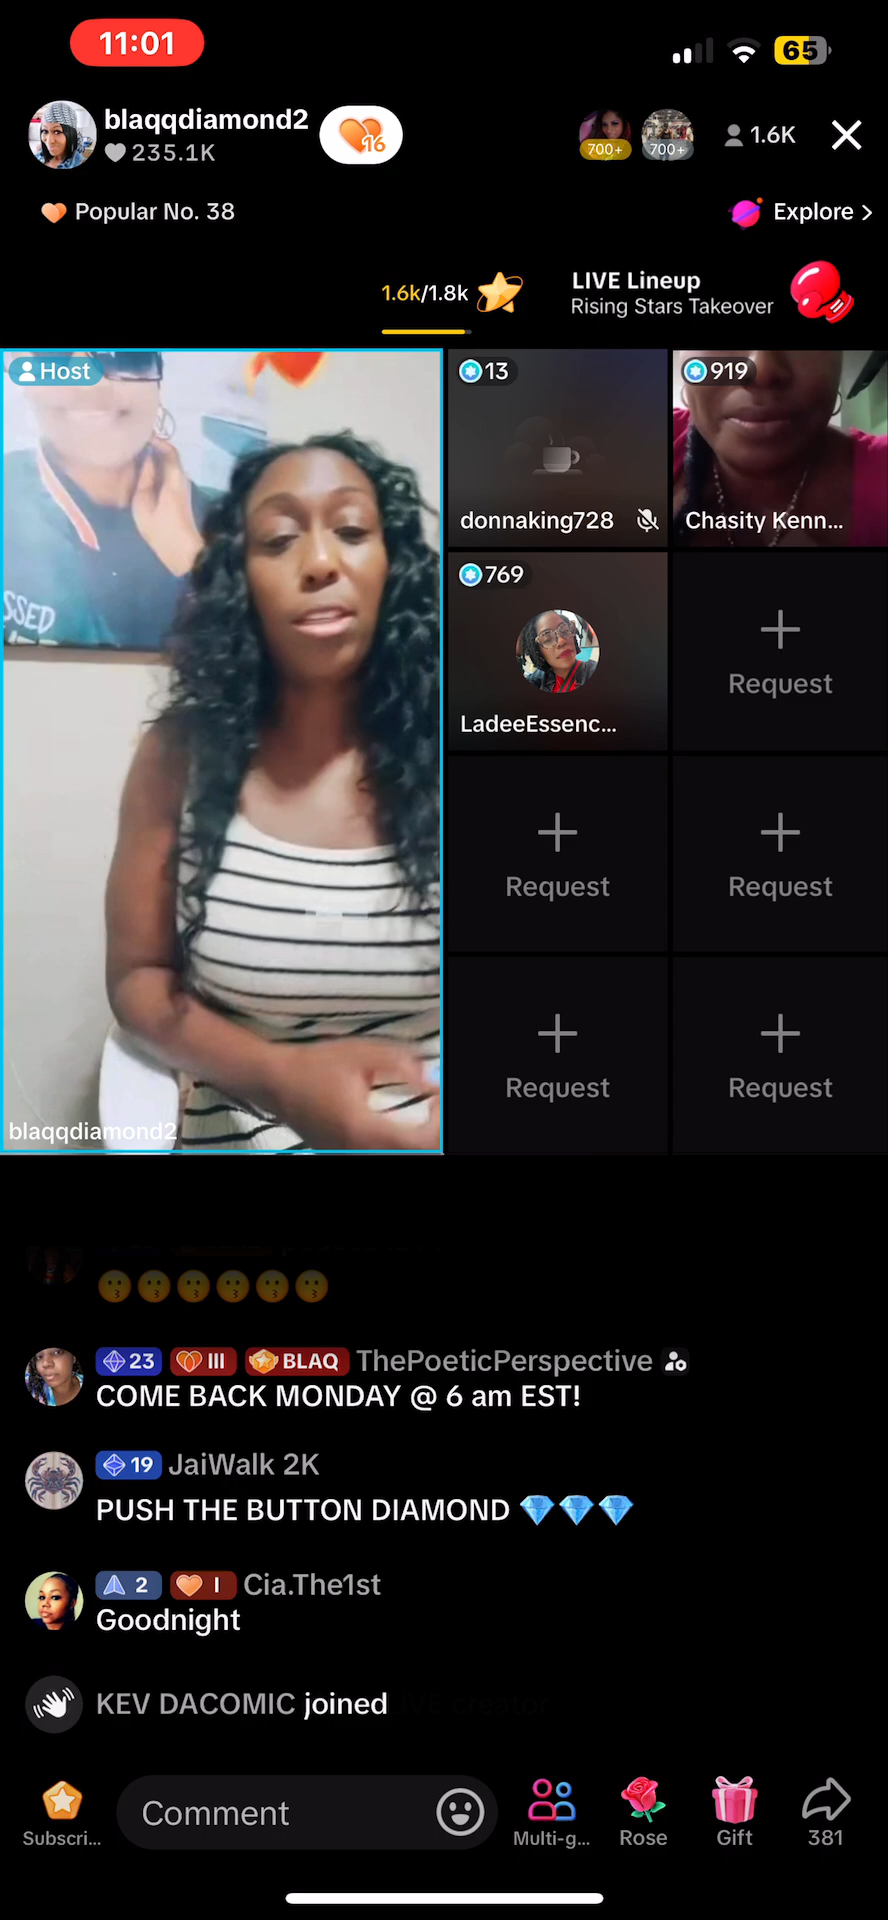 11:01
65
blaqqdiamond2
235.1K
16
700+
700+
1.6K
Popular No. 38
Explore >
1.6k/1.8k
LIVE Lineup
Rising Stars Takeover
Host
13
919
donnaking728
Chasity Kenn...
SSED
769
Request
LadeeEssenc...
Request
Request
Request
Request
blaqqdiamond2
23 III BLAQ ThePoeticPerspective
COME BACK MONDAY @ 6 am EST!
19 JaiWalk 2K
PUSH THE BUTTON DIAMOND 💎💎💎
2 I Cia.The1st
Goodnight
KEV DACOMIC joined
LIVE creator
Comment
Subscri...
Multi-g...
Rose
Gift
381